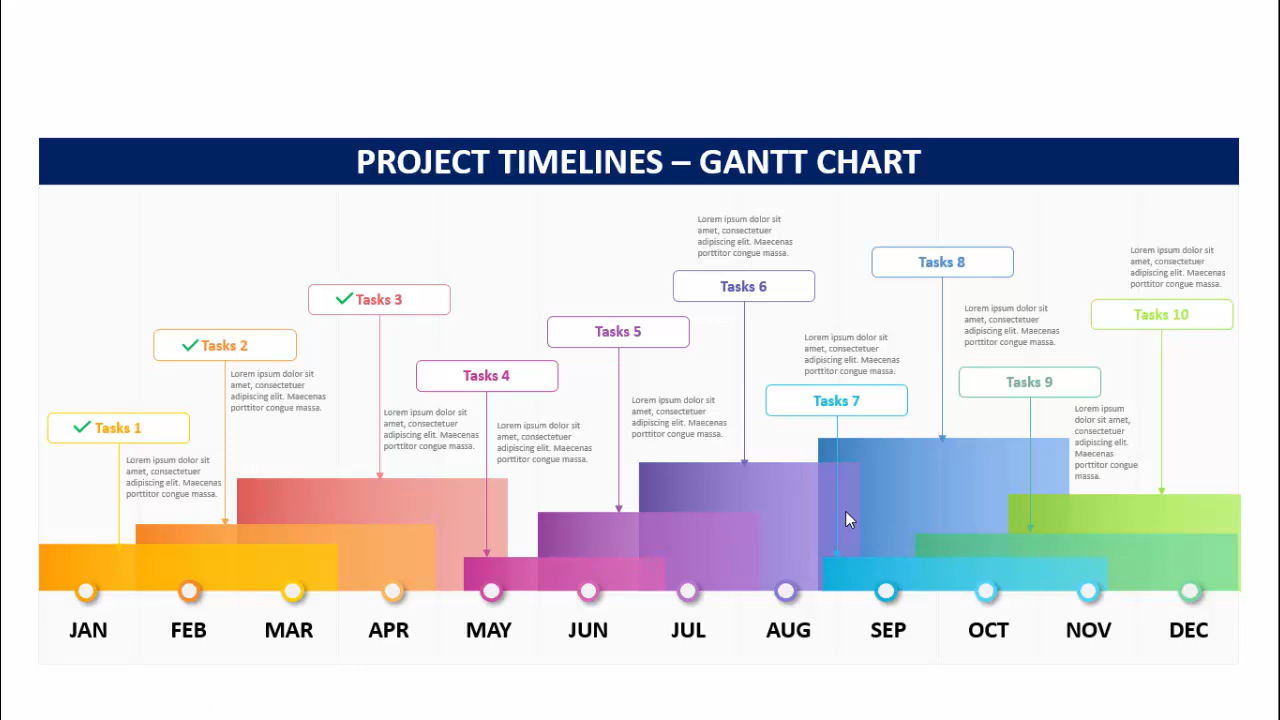 PROJECT TIMELINES – GANTT CHART
Lorem ipsum dolor sit
amet, consectetuer
adipiscing elit. Maecenas
porttitor congue massa.
Tasks 6
Tasks 8
Lorem ipsum dolor sit
amet, consectetuer
adipiscing elit. Maecenas
porttitor congue massa.
Tasks 10
Tasks 3
Tasks 5
Lorem ipsum dolor sit
amet, consectetuer
adipiscing elit. Maecenas
porttitor congue massa.
Tasks 2
Lorem ipsum dolor sit
amet, consectetuer
adipiscing elit. Maecenas
porttitor congue massa.
Tasks 4
Lorem ipsum dolor sit
amet, consectetuer
adipiscing elit. Maecenas
porttitor congue massa.
Tasks 7
Tasks 9
Lorem ipsum dolor sit
amet, consectetuer
adipiscing elit. Maecenas
porttitor congue massa.
Lorem ipsum dolor sit
amet, consectetuer
adipiscing elit. Maecenas
porttitor congue massa.
Lorem ipsum dolor sit
amet, consectetuer
adipiscing elit. Maecenas
porttitor congue massa.
Lorem ipsum
dolor sit amet,
consectetuer
adipiscing elit.
Maecenas
porttitor congue
massa.
Tasks 1
Lorem ipsum dolor sit
amet, consectetuer
adipiscing elit. Maecenas
porttitor congue massa.
JAN FEB MAR APR MAY JUN JUL AUG SEP OCT NOV DEC